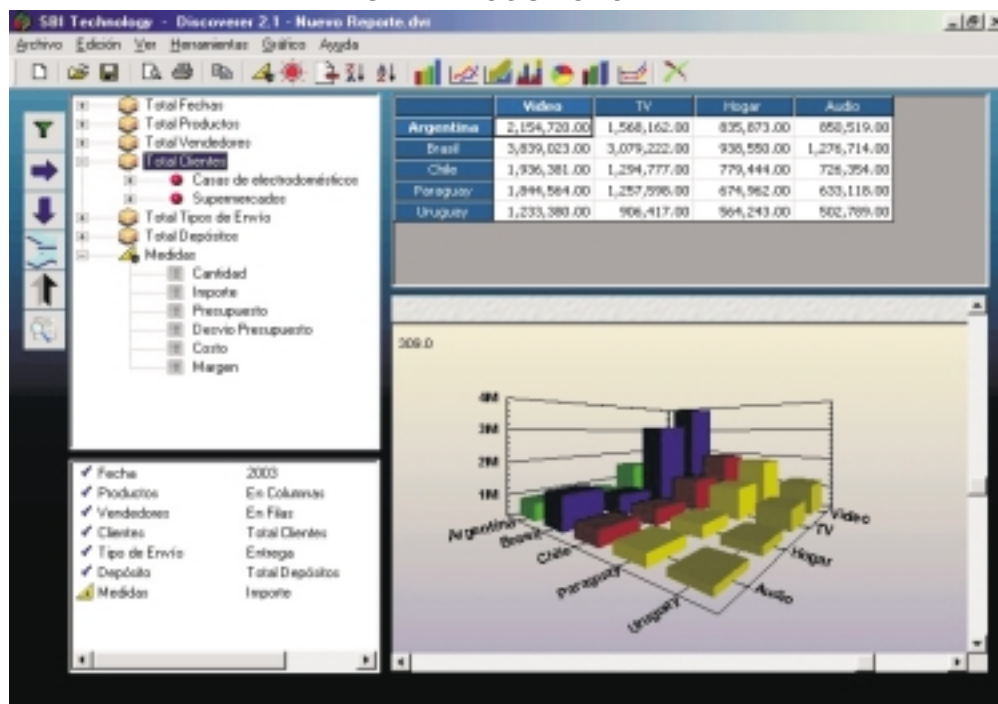 SBI Technology - Discoverer 2.1 - Nuevo Reporte.dvr
Archivo Edición Ver Herramientas Gráfico Ayuda
Total Fechas
Total Productos
Total Vendedores
Total Clientes
Casas de electrodomésticos
Supermercados
Total Tipos de Envío
Total Depósitos
Medidas
Cantidad
Importe
Presupuesto
Desvío Presupuesto
Costo
Margen
Fecha 2003
Productos En Columnas
Vendedores En Filas
Clientes Total Clientes
Tipo de Envío Entrega
Depósito Total Depósitos
Medidas Importe
Video TV Hogar Audio
Argentina 2,154,720.00 1,568,162.00 835,873.00 850,519.00
Brasil 3,839,023.00 3,079,222.00 938,550.00 1,276,714.00
Chile 1,936,381.00 1,294,777.00 779,444.00 726,354.00
Paraguay 1,844,564.00 1,257,598.00 674,962.00 633,118.00
Uruguay 1,233,380.00 906,417.00 564,243.00 502,789.00
309.0
4M
3M
2M
1M
Argentina
Brasil
Chile
Paraguay
Uruguay
Video
TV
Hogar
Audio